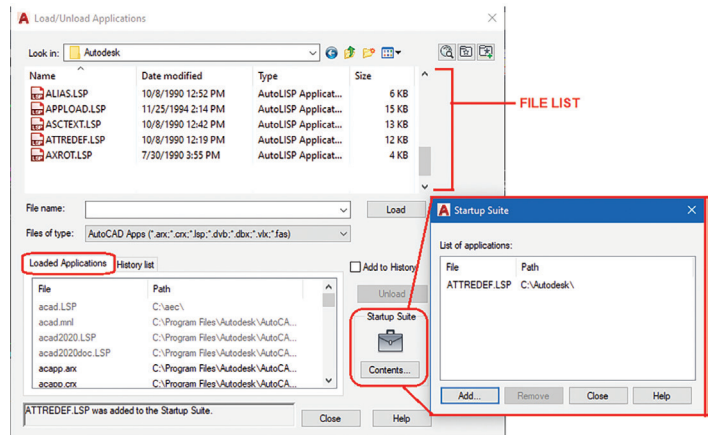 Load/Unload Applications
Look in: Autodesk
Name Date modified Type Size
ALIAS.LSP 10/8/1990 12:52 PM AutoLISP Applicat... 6 KB
APPLOAD.LSP 11/25/1994 2:14 PM AutoLISP Applicat... 15 KB
ASCTEXT.LSP 10/8/1990 12:42 PM AutoLISP Applicat... 13 KB
ATTREDEF.LSP 10/8/1990 12:19 PM AutoLISP Applicat... 12 KB
AXROT.LSP 7/30/1990 3:55 PM AutoLISP Applicat... 4 KB
FILE LIST
File name: Load
Files of type: AutoCAD Apps (*.arx;*.crx;*.lsp;*.dvb;*.dbx;*.vlx;*.fas)
Loaded Applications History list Add to History
File Path
acad.LSP C:\aec\
acad.mnl C:\Program Files\Autodesk\AutoCA...
acad2020.LSP C:\Program Files\Autodesk\AutoCA...
acad2020doc.LSP C:\Program Files\Autodesk\AutoCA...
acapp.arx C:\Program Files\Autodesk\AutoCA...
acapp.crx C:\Program Files\Autodesk\AutoCA...
Unload
Startup Suite
Contents...
ATTREDEF.LSP was added to the Startup Suite.
Close Help
Startup Suite
List of applications:
File Path
ATTREDEF.LSP C:\Autodesk\
Add... Remove Close Help